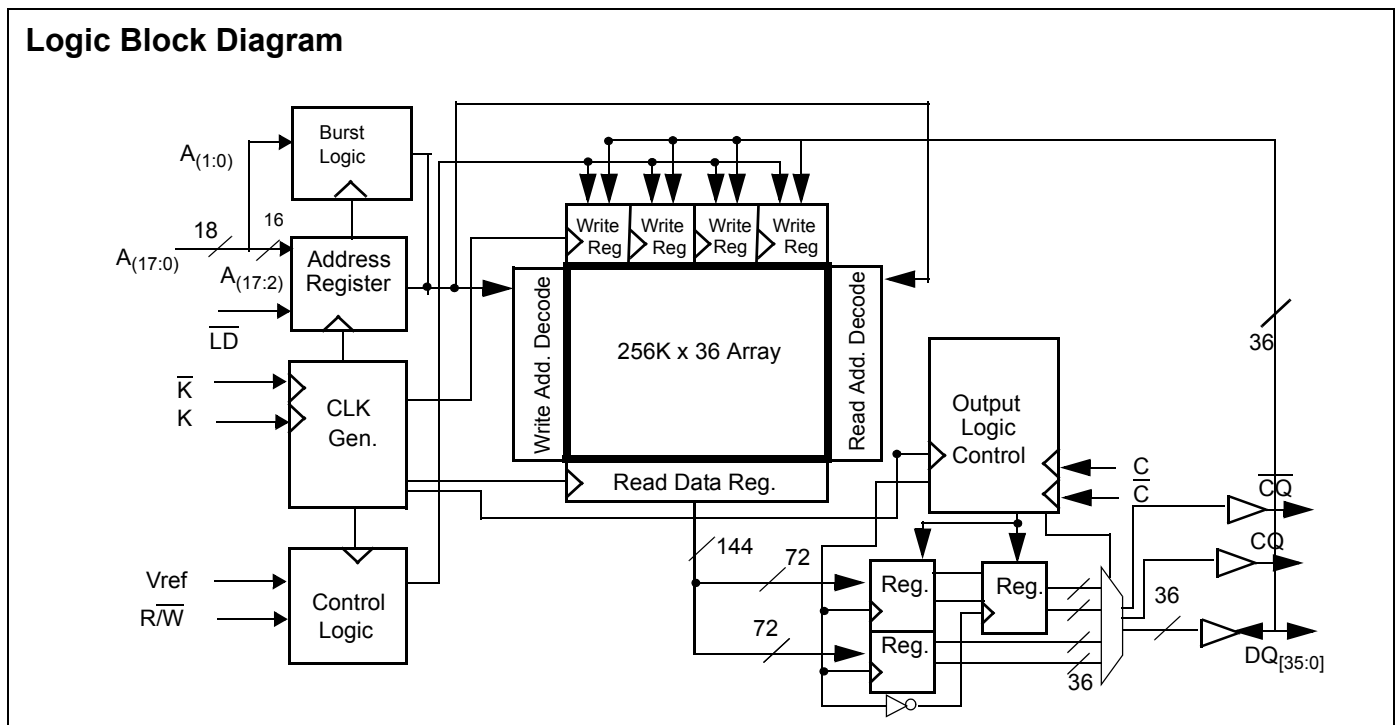 Logic Block Diagram
Burst
Logic
A(1:0)
18
16
A(17:0)
A(17:2)
Address
Register
LD
K
K
CLK
Gen.
Vref
R/W
Control
Logic
Write
Reg
Write
Reg
Write
Reg
Write
Reg
Write Add. Decode
256K x 36 Array
Read Add. Decode
Read Data Reg.
144
72
72
Output
Logic
Control
C
C
Reg.
Reg.
Reg.
36
36
36
CQ
CQ
DQ[35:0]